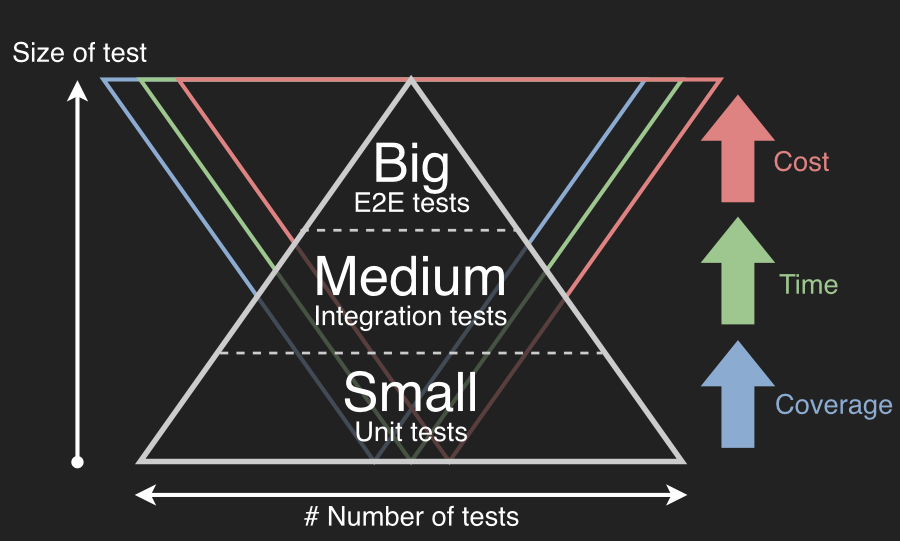 Size of test
Big
E2E tests
Medium
Integration tests
Small
Unit tests
Cost
Time
Coverage
# Number of tests